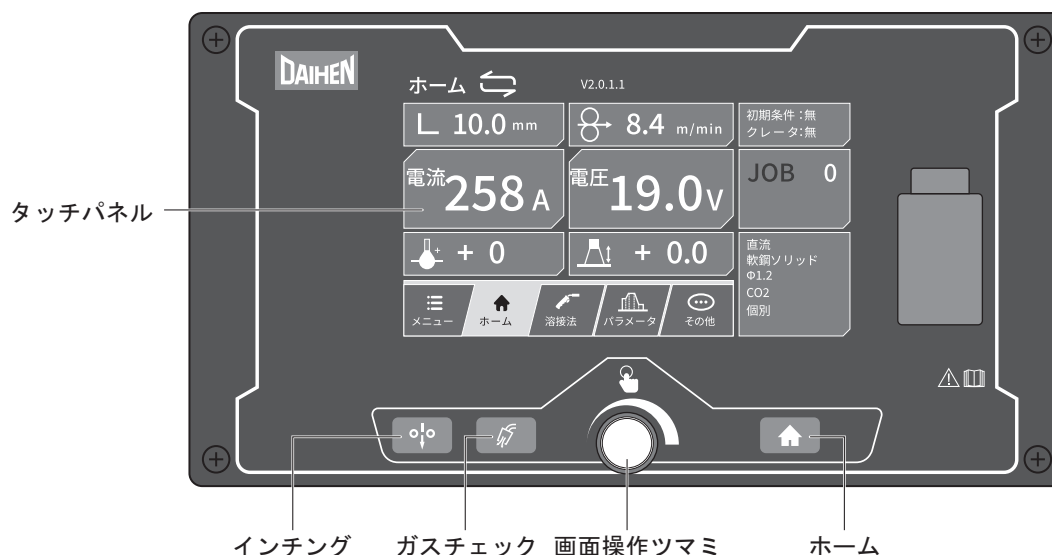 DAIHEN
ホーム
V2.0.1.1
L 10.0 mm
8.4 m/min
初期条件:無
クレータ:無
電流 258 A
電圧 19.0 V
JOB 0
+ 0
+ 0.0
直流
軟鋼ソリッド
Φ1.2
CO2
個別
メニュー
ホーム
溶接法
パラメータ
その他
タッチパネル
インチング
ガスチェック
画面操作ツマミ
ホーム